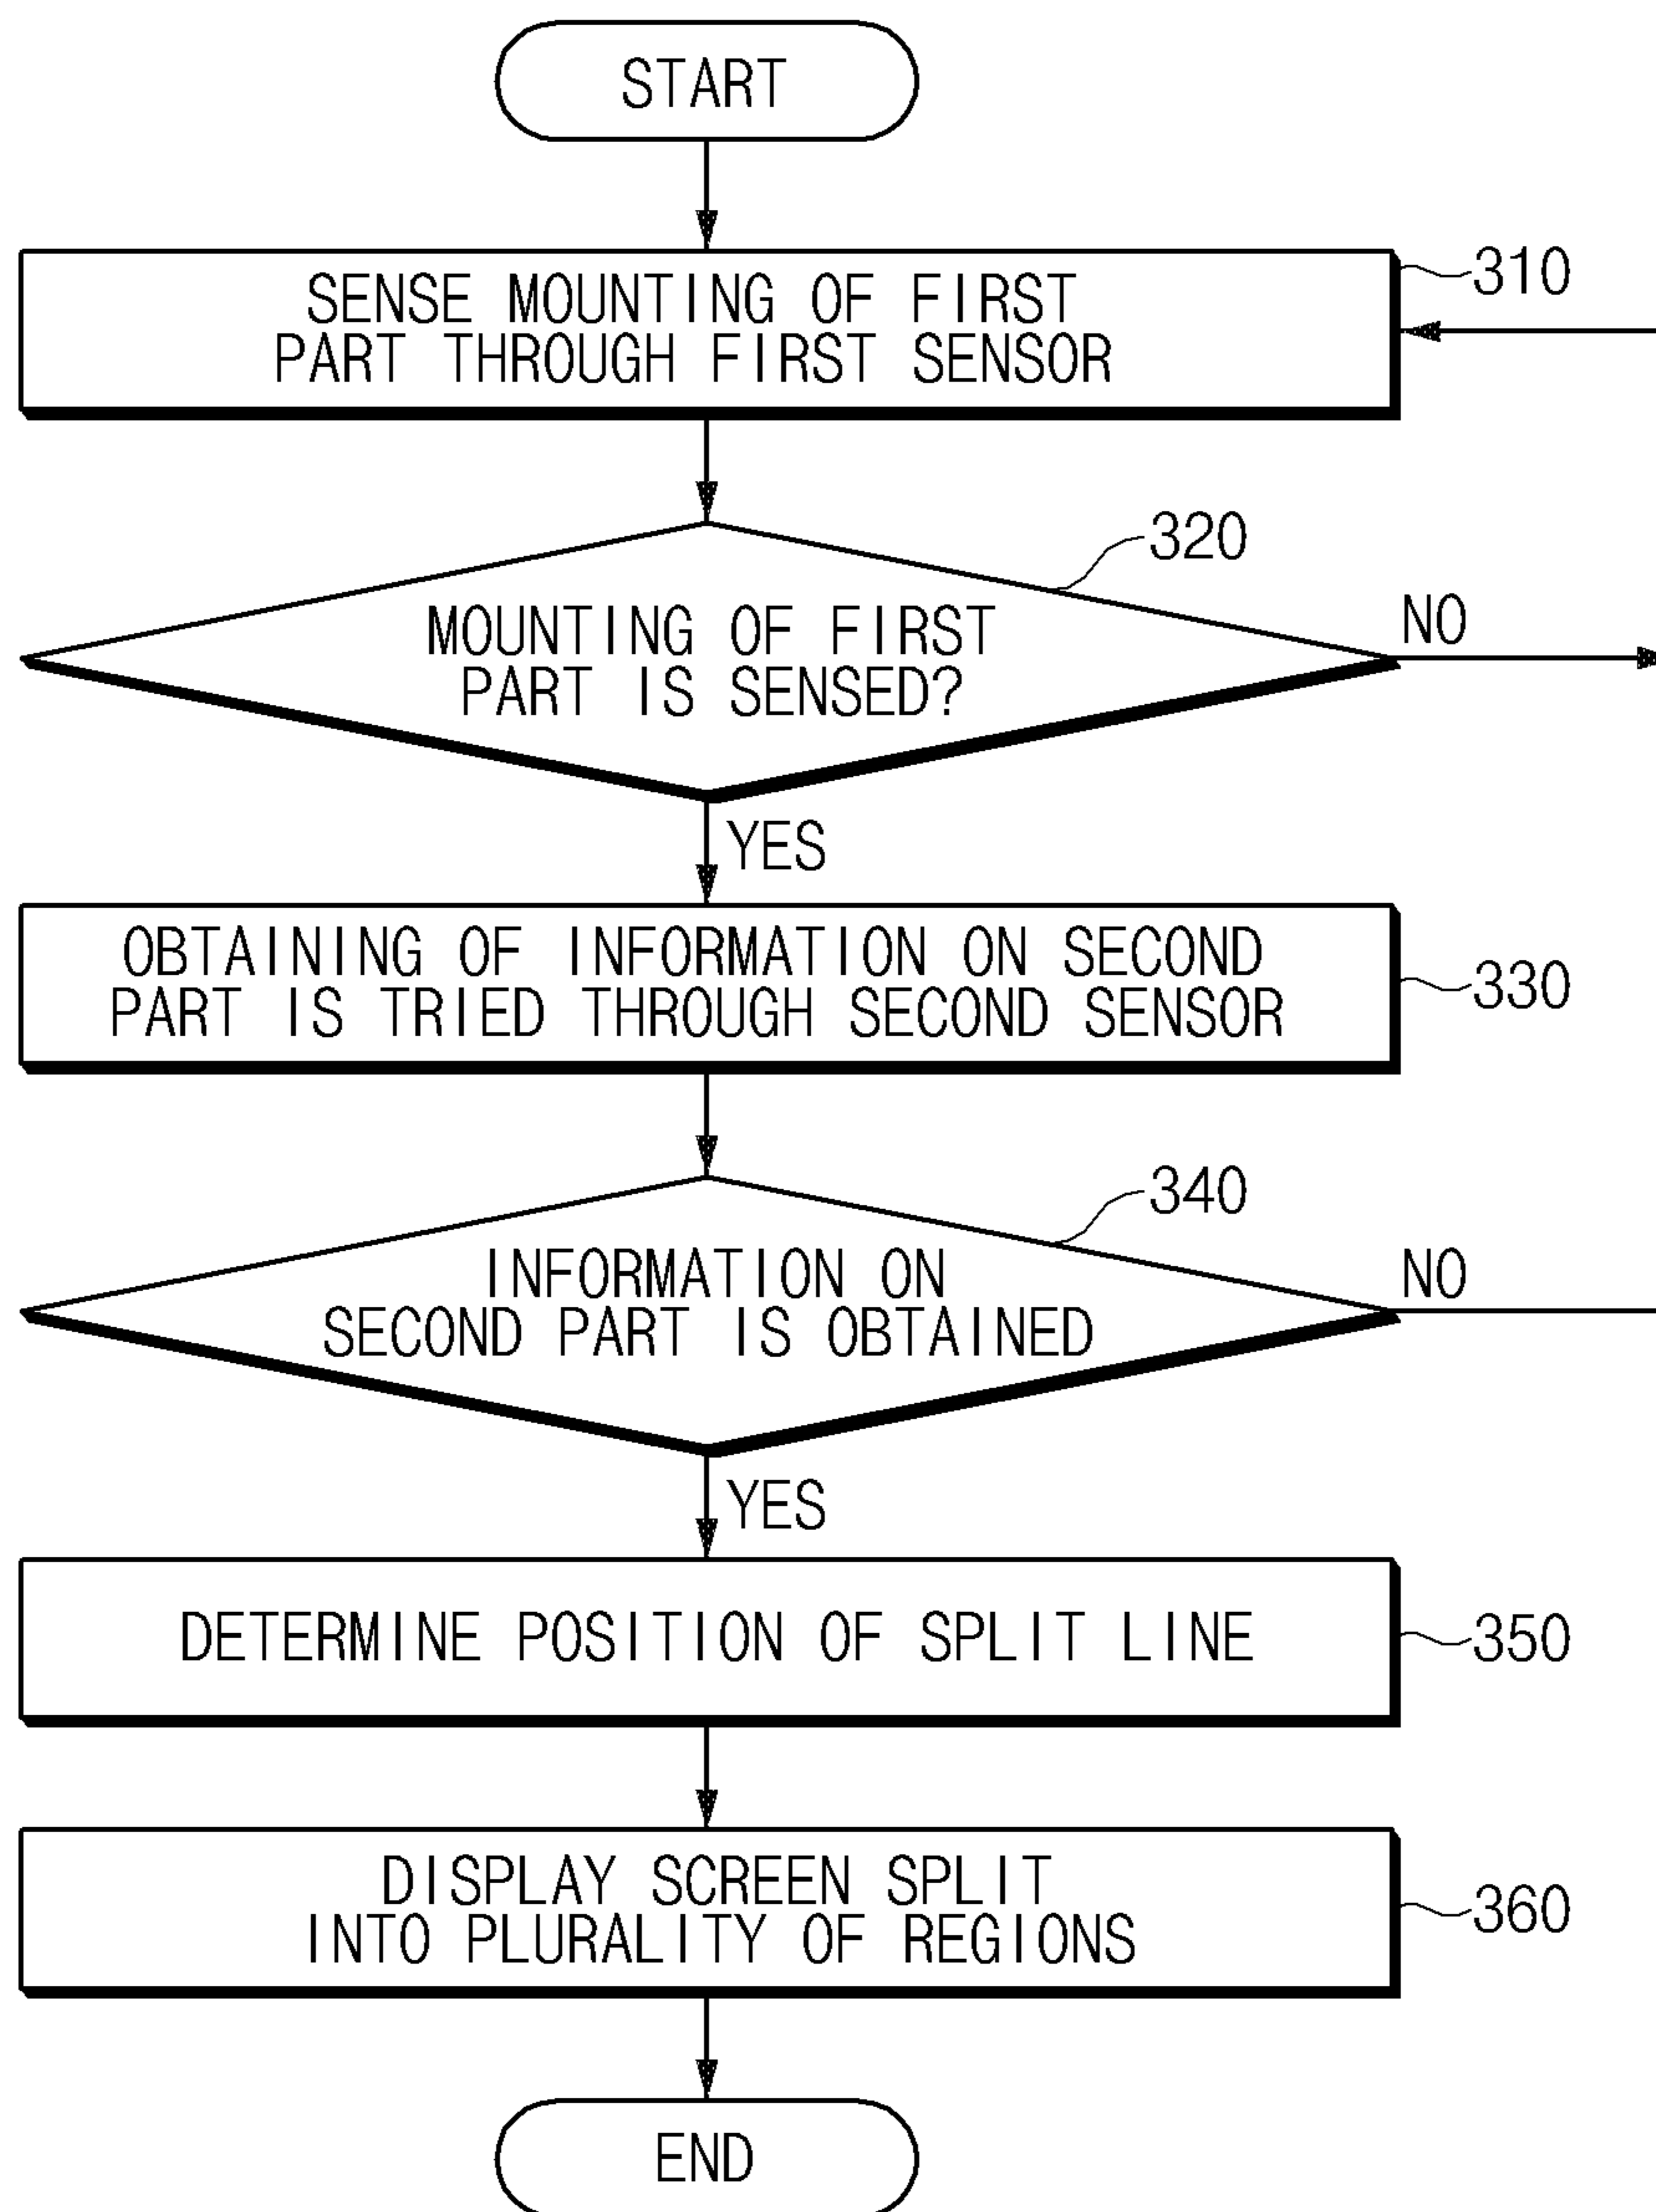 START
SENSE MOUNTING OF FIRST
PART THROUGH FIRST SENSOR
310
320
MOUNTING OF FIRST
PART IS SENSED?
NO
YES
OBTAINING OF INFORMATION ON SECOND
PART IS TRIED THROUGH SECOND SENSOR
330
340
INFORMATION ON
SECOND PART IS OBTAINED
NO
YES
DETERMINE POSITION OF SPLIT LINE
350
DISPLAY SCREEN SPLIT
INTO PLURALITY OF REGIONS
360
END